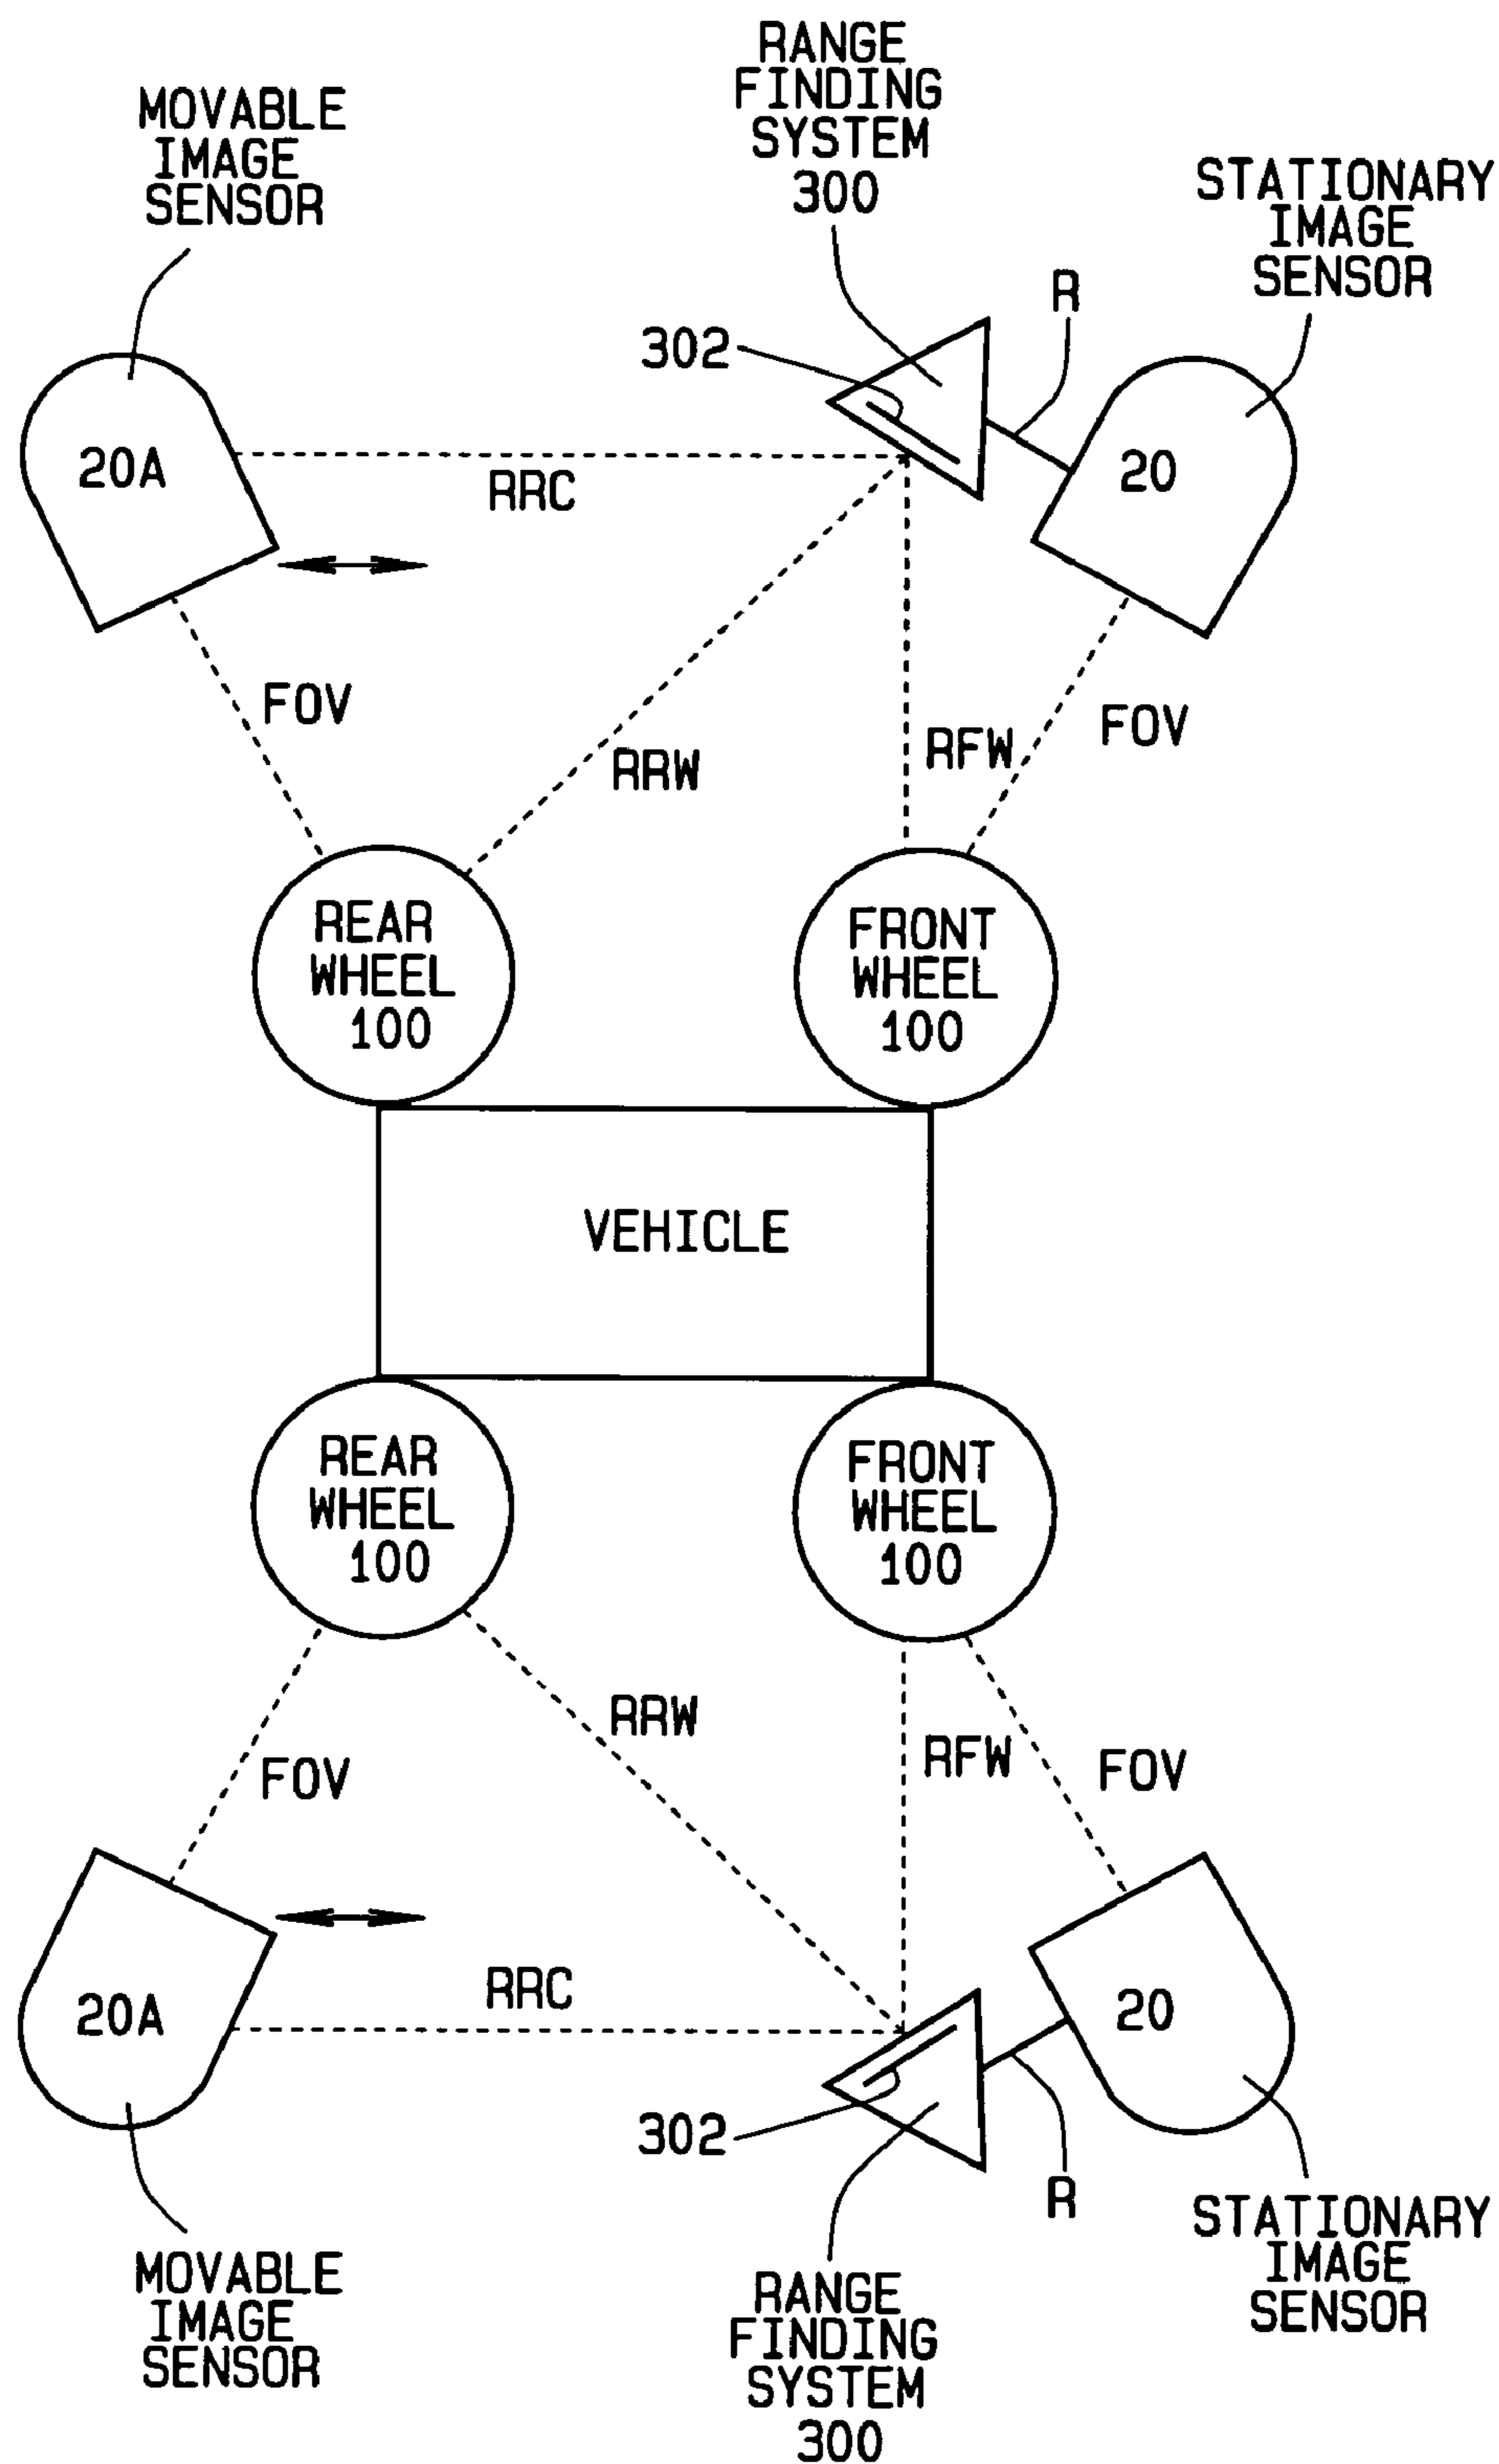 RANGE
FINDING
SYSTEM
300
MOVABLE
IMAGE
SENSOR
STATIONARY
IMAGE
SENSOR
R
302
20A
20
RRC
FOV
RRW
RFW
FOV
REAR
WHEEL
100
FRONT
WHEEL
100
VEHICLE
REAR
WHEEL
100
FRONT
WHEEL
100
RRW
RFW
FOV
FOV
RRC
20A
20
302
R
MOVABLE
IMAGE
SENSOR
RANGE
FINDING
SYSTEM
300
STATIONARY
IMAGE
SENSOR